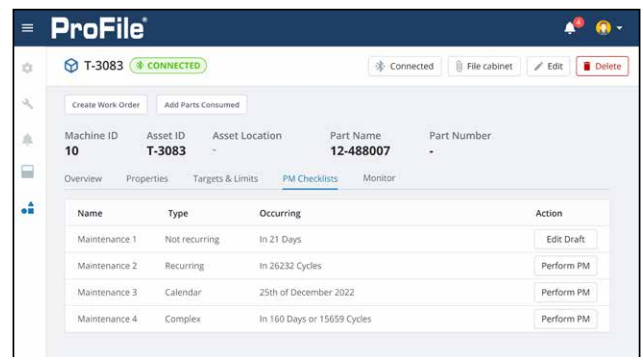 ProFile®
4
T-3083 CONNECTED Connected File cabinet Edit Delete
Create Work Order Add Parts Consumed
Machine ID Asset ID Asset Location Part Name Part Number
10 T-3083 - 12-488007 -
Overview Properties Targets & Limits PM Checklists Monitor
Name Type Occurring Action
Maintenance 1 Not recurring In 21 Days Edit Draft
Maintenance 2 Recurring In 26232 Cycles Perform PM
Maintenance 3 Calendar 25th of December 2022 Perform PM
Maintenance 4 Complex In 160 Days or 15659 Cycles Perform PM